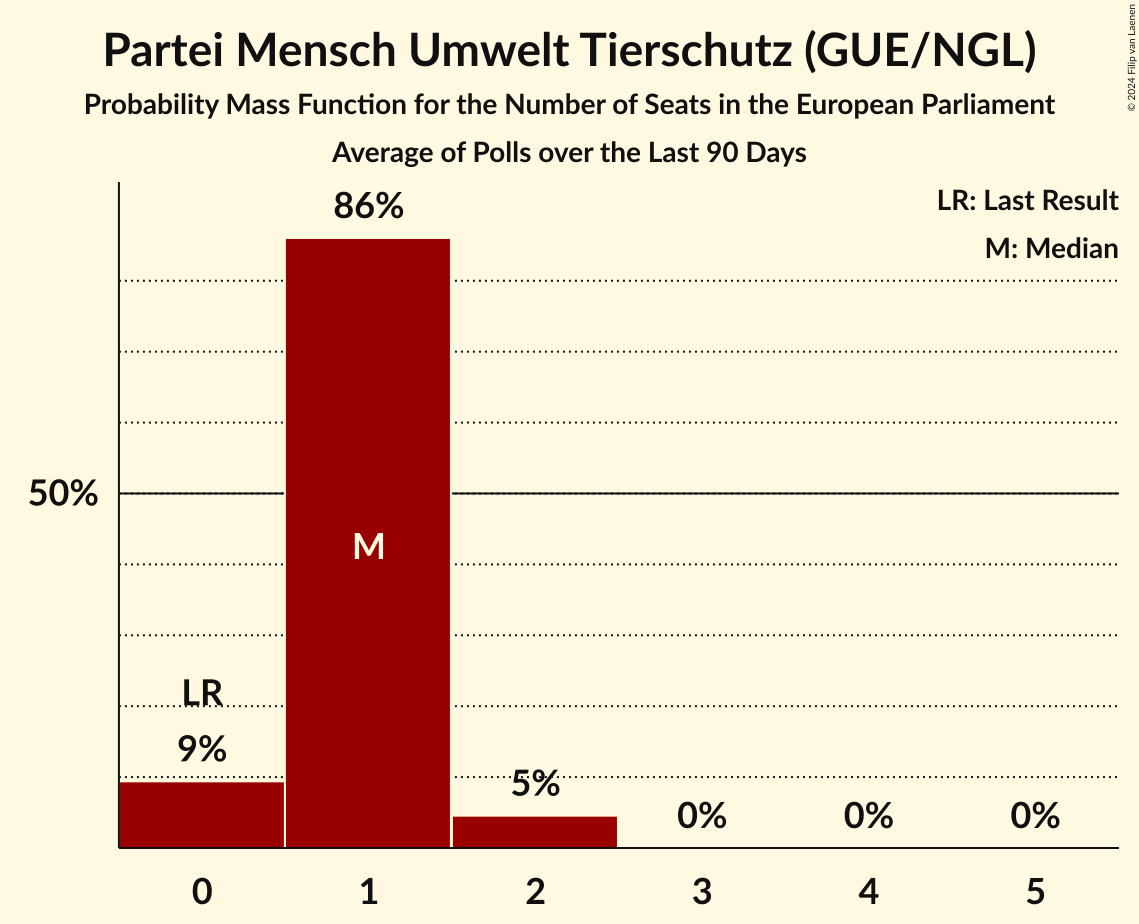 Partei Mensch Umwelt Tierschutz (GUE/NGL)
Probability Mass Function for the Number of Seats in the European Parliament
Average of Polls over the Last 90 Days
© 2024 Filip van Laenen
LR: Last Result
M: Median
86%
50%
M
LR
9%
5%
0%
0%
0%
0
1
2
3
4
5